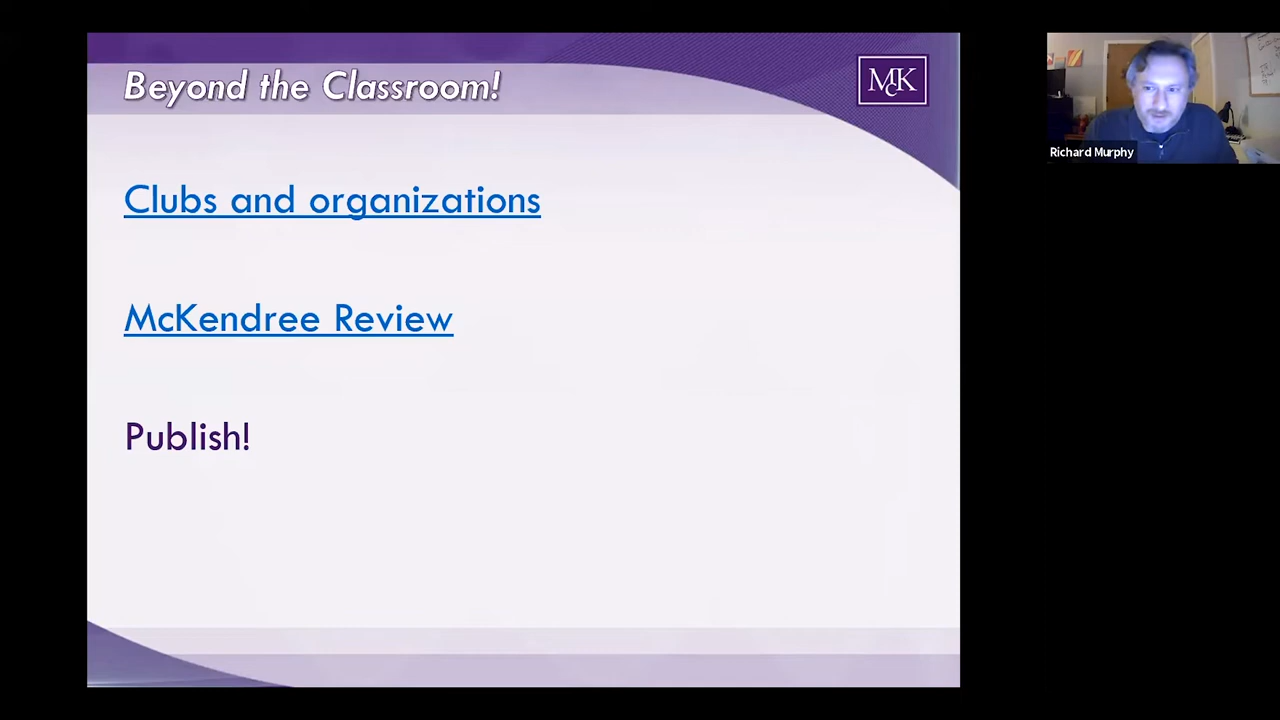 Beyond the Classroom!
McK
Richard Murphy
Clubs and organizations
McKendree Review
Publish!